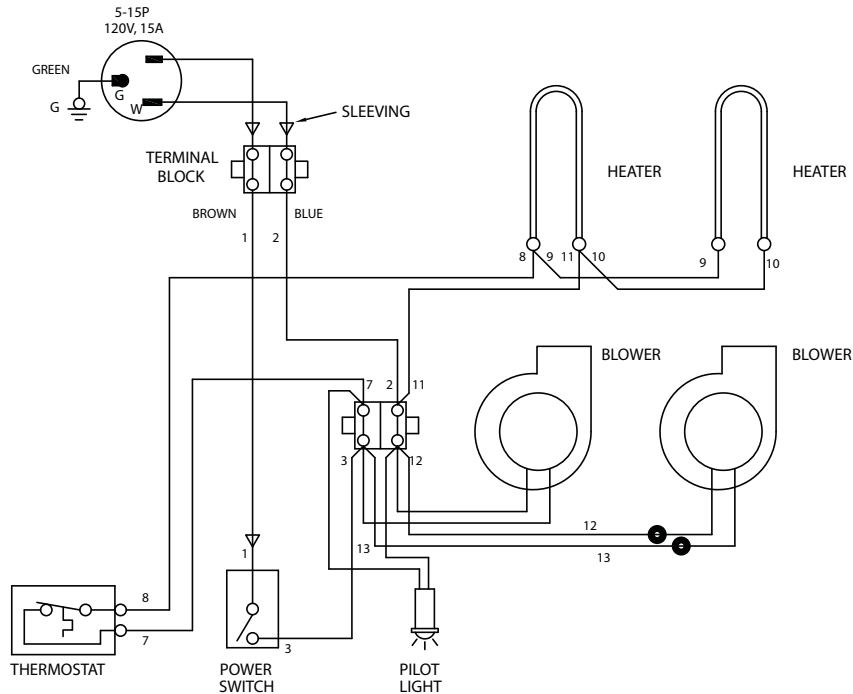 5-15P
120V, 15A
GREEN
G
G
W
SLEEVING
TERMINAL
BLOCK
HEATER
HEATER
BROWN
BLUE
1
2
8
9
11
10
9
10
BLOWER
BLOWER
7
2
11
3
12
12
13
13
1
8
7
3
THERMOSTAT
POWER
SWITCH
PILOT
LIGHT